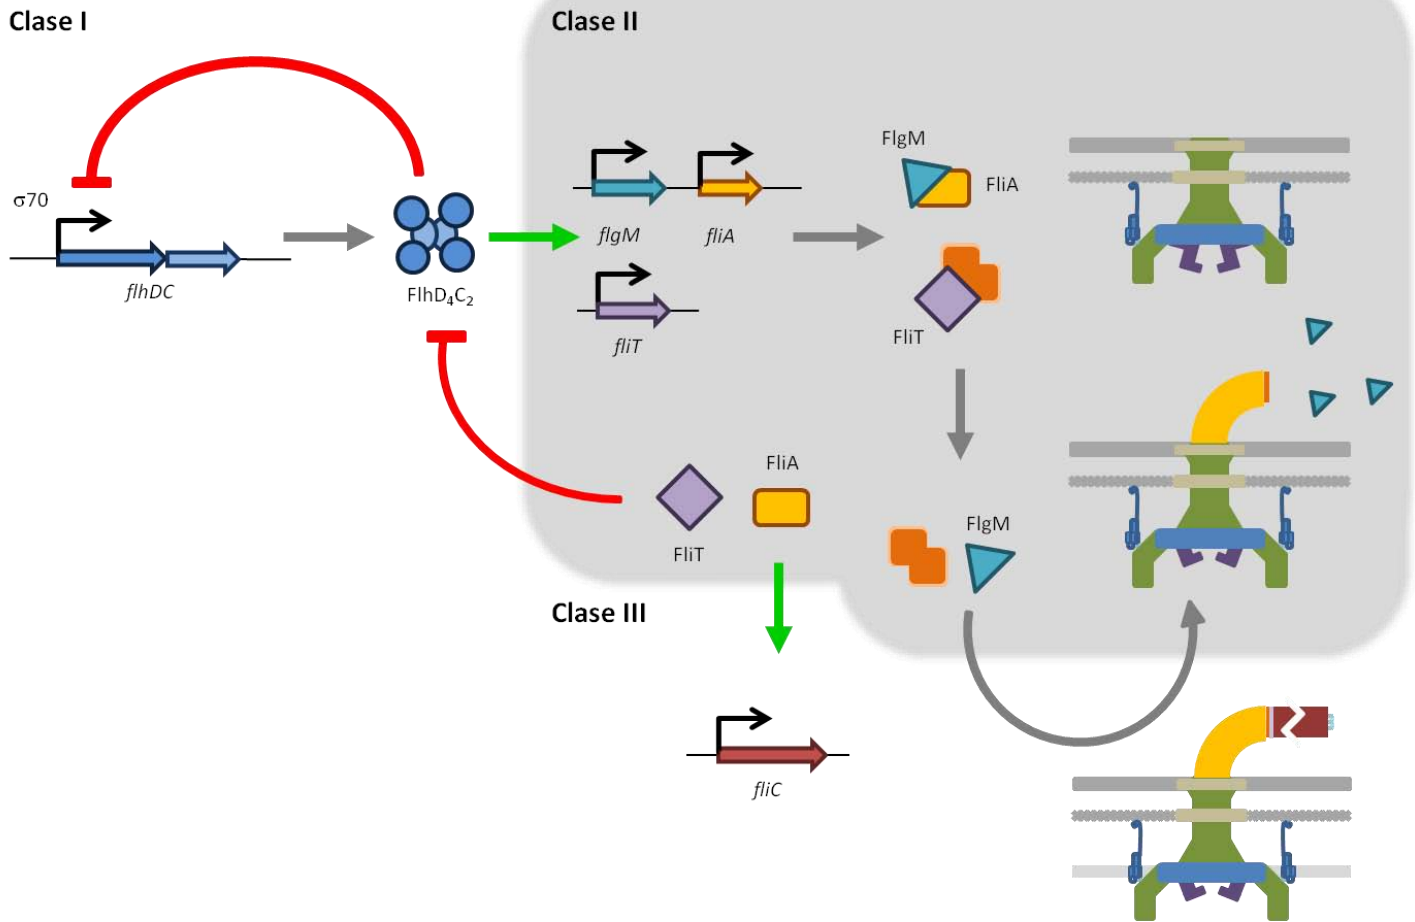 Clase I
Clase II
FlgM
FliA
σ70
flgM
fliA
flhDC
FlhD₄C₂
FliT
fliT
FliA
FlgM
FliT
Clase III
fliC